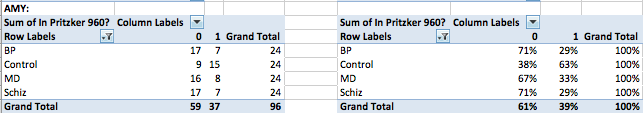 AMY:
Sum of In Pritzker 960? Column Labels
Row Labels 0 1 Grand Total
BP 17 7 24
Control 9 15 24
MD 16 8 24
Schiz 17 7 24
Grand Total 59 37 96
Sum of In Pritzker 960? Column Labels
Row Labels 0 1 Grand Total
BP 71% 29% 100%
Control 38% 63% 100%
MD 67% 33% 100%
Schiz 71% 29% 100%
Grand Total 61% 39% 100%